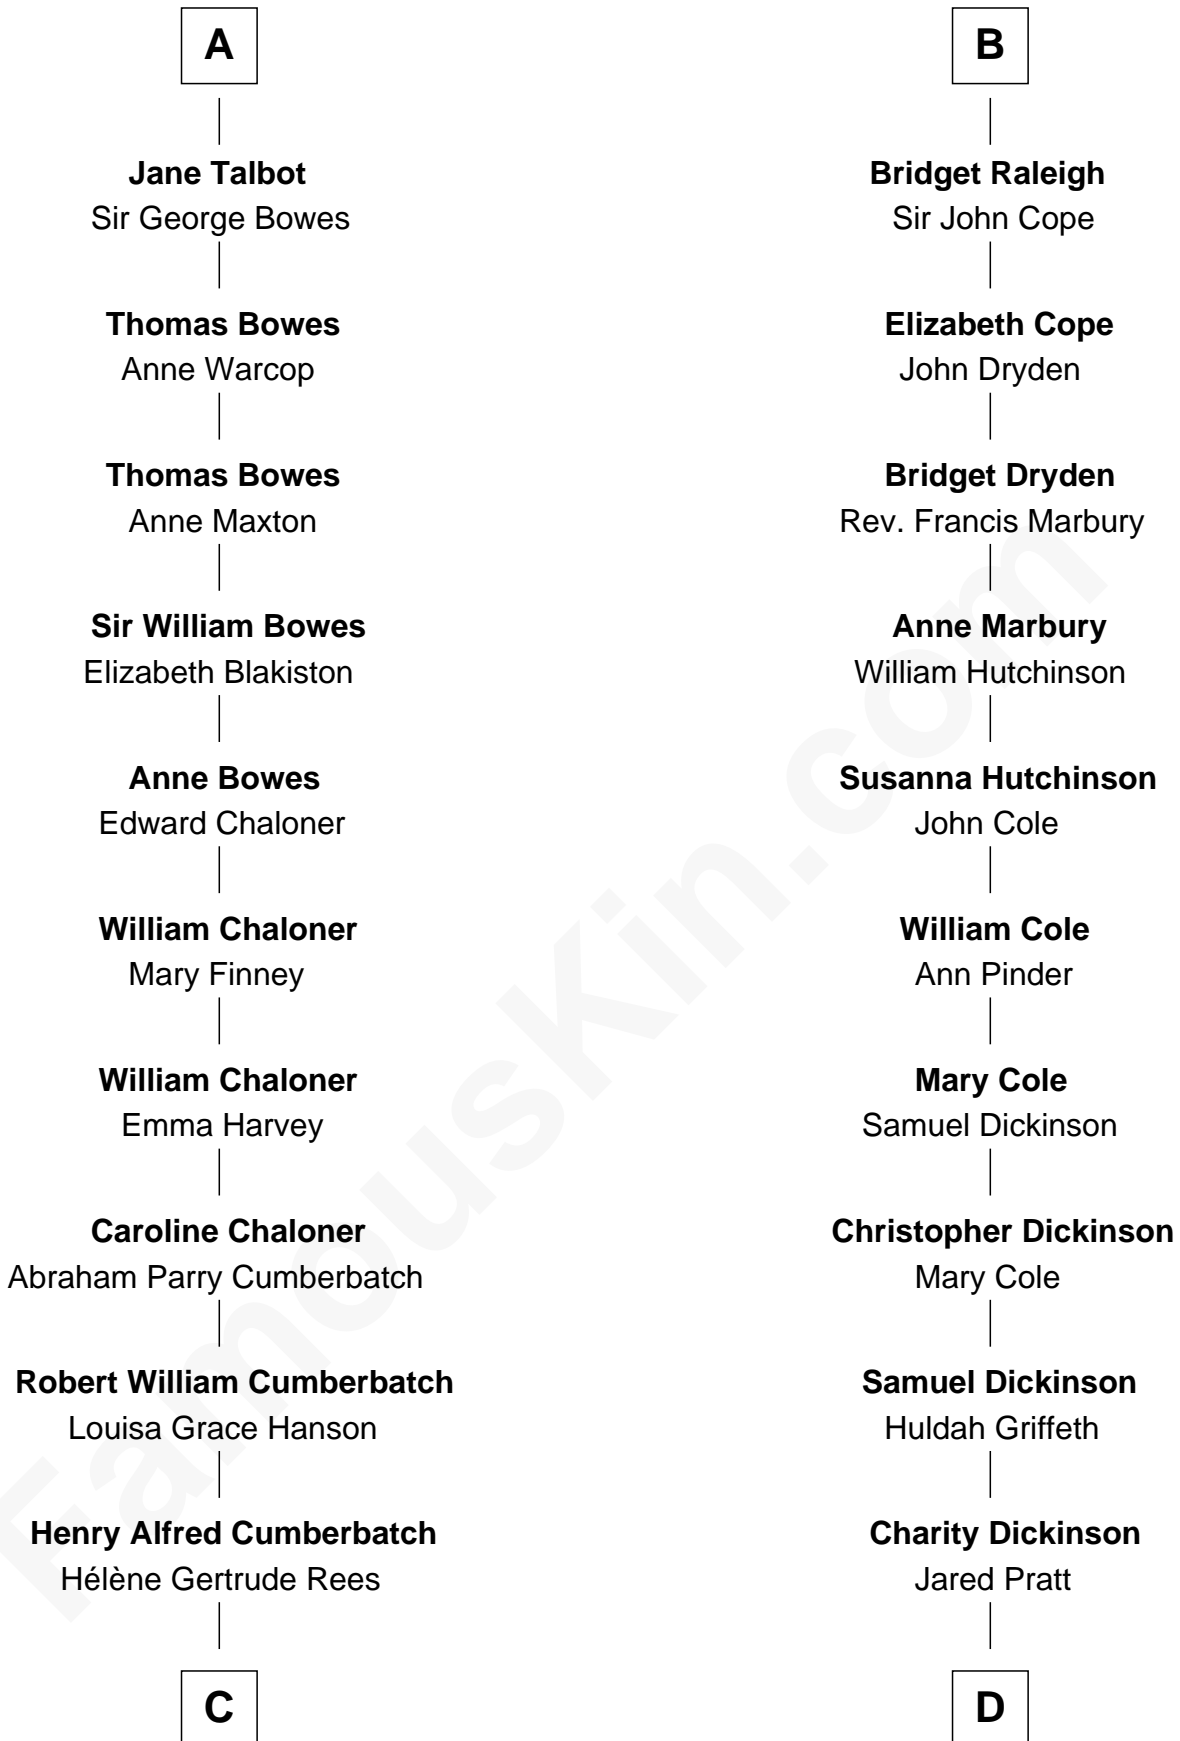 A
Jane Talbot
Sir George Bowes
Thomas Bowes
Anne Warcop
Thomas Bowes
Anne Maxton
Sir William Bowes
Elizabeth Blakiston
Anne Bowes
Edward Chaloner
William Chaloner
Mary Finney
William Chaloner
Emma Harvey
Caroline Chaloner
Abraham Parry Cumberbatch
Robert William Cumberbatch
Louisa Grace Hanson
Henry Alfred Cumberbatch
Hélène Gertrude Rees
C
B
Bridget Raleigh
Sir John Cope
Elizabeth Cope
John Dryden
Bridget Dryden
Rev. Francis Marbury
Anne Marbury
William Hutchinson
Susanna Hutchinson
John Cole
William Cole
Ann Pinder
Mary Cole
Samuel Dickinson
Christopher Dickinson
Mary Cole
Samuel Dickinson
Huldah Griffeth
Charity Dickinson
Jared Pratt
D
FamousKin.com